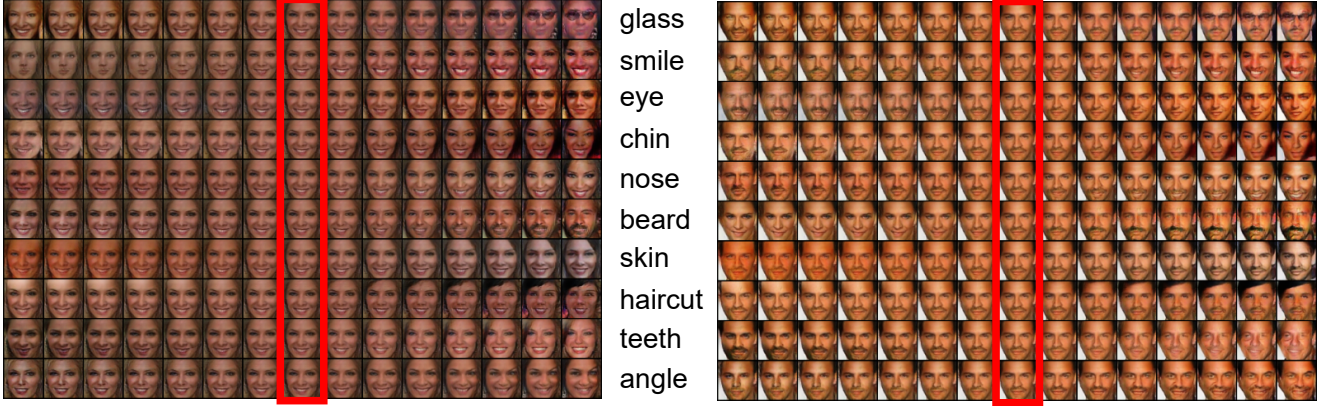 glass
smile
eye
chin
nose
beard
skin
haircut
teeth
angle